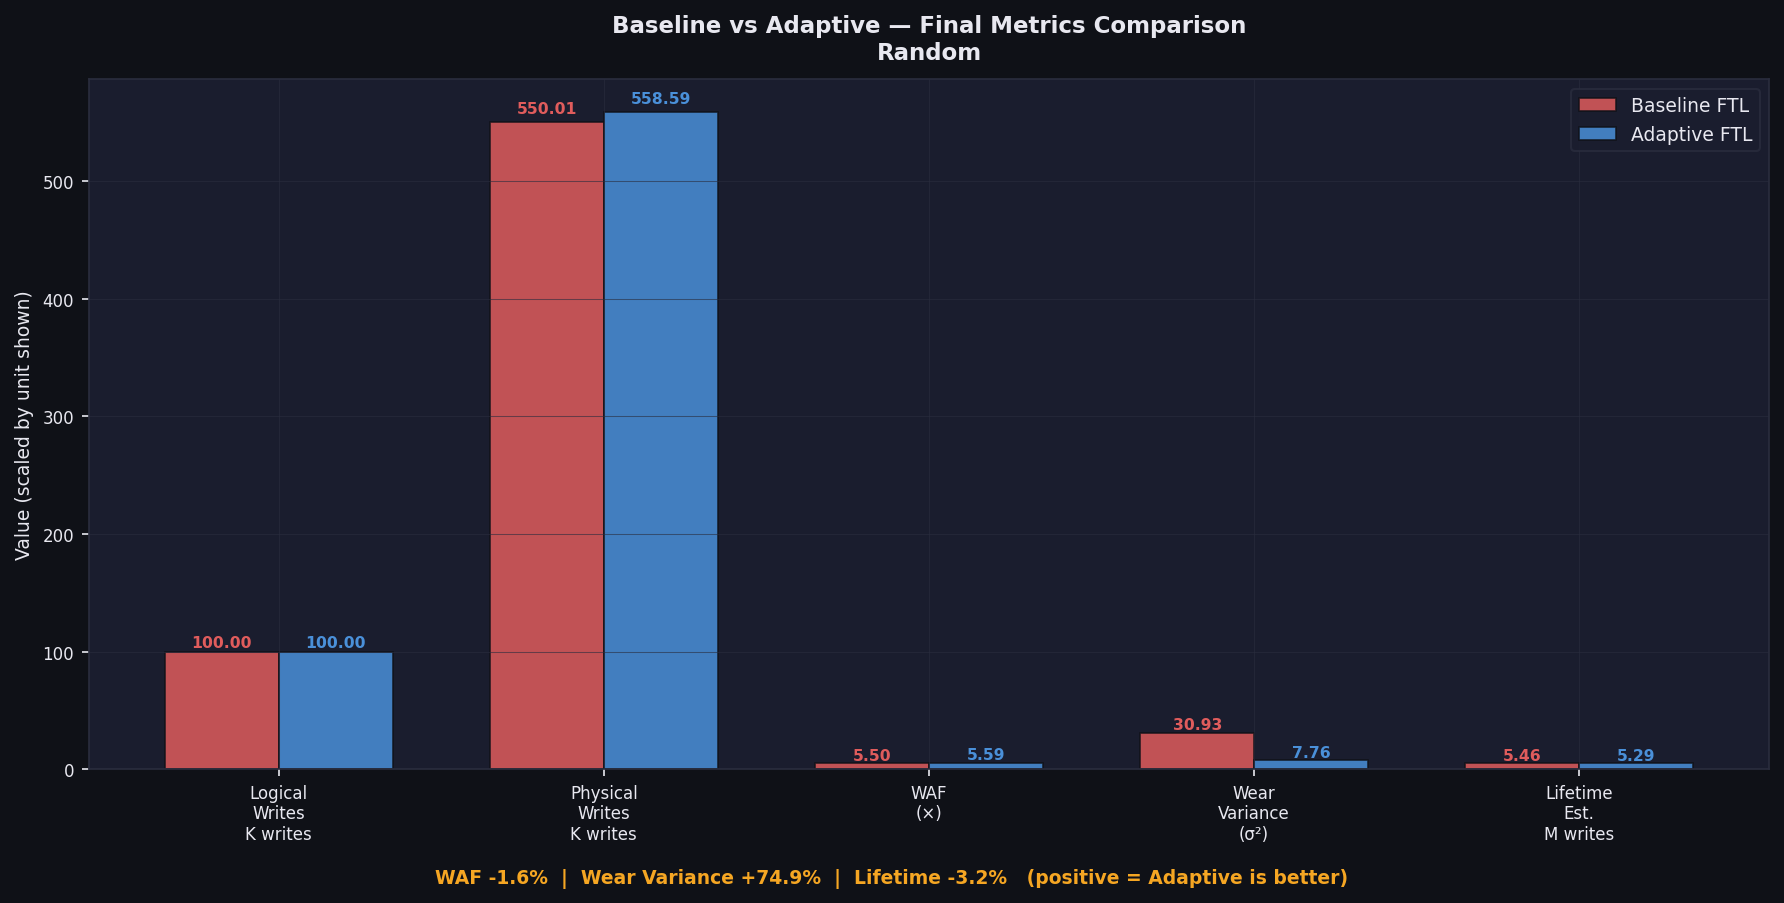 Baseline vs Adaptive — Final Metrics Comparison
Random
Baseline FTL
Adaptive FTL
Value (scaled by unit shown)
500
400
300
200
100
0
100.00
100.00
550.01
558.59
5.50
5.59
30.93
7.76
5.46
5.29
Logical
Writes
K writes
Physical
Writes
K writes
WAF
(×)
Wear
Variance
(σ²)
Lifetime
Est.
M writes
WAF -1.6%  |  Wear Variance +74.9%  |  Lifetime -3.2%   (positive = Adaptive is better)